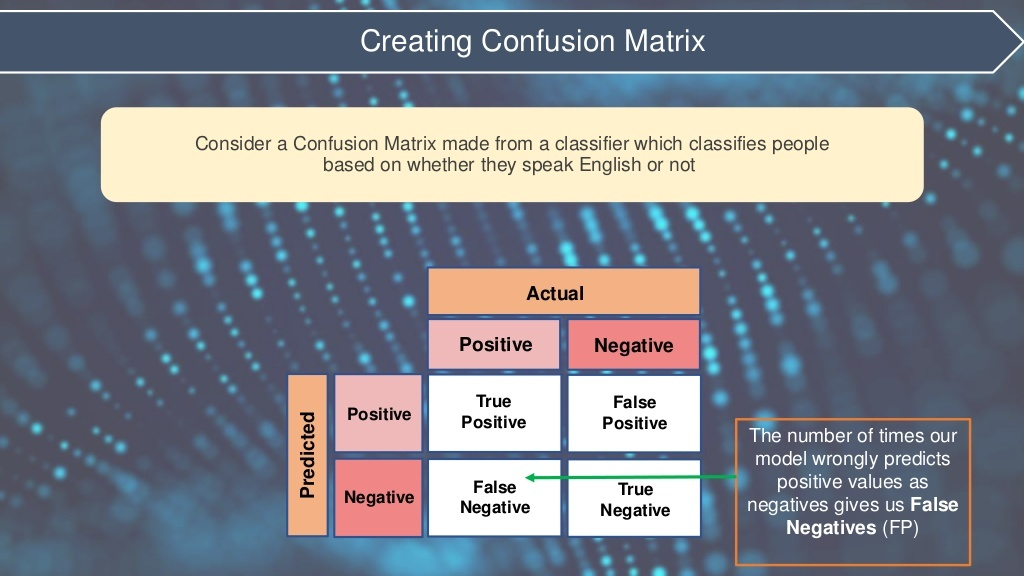 Creating Confusion Matrix
Consider a Confusion Matrix made from a classifier which classifies people
based on whether they speak English or not
Actual
Positive
Negative
Predicted
Positive
True
Positive
False
Positive
Negative
False
Negative
True
Negative
The number of times our
model wrongly predicts
positive values as
negatives gives us False
Negatives (FP)